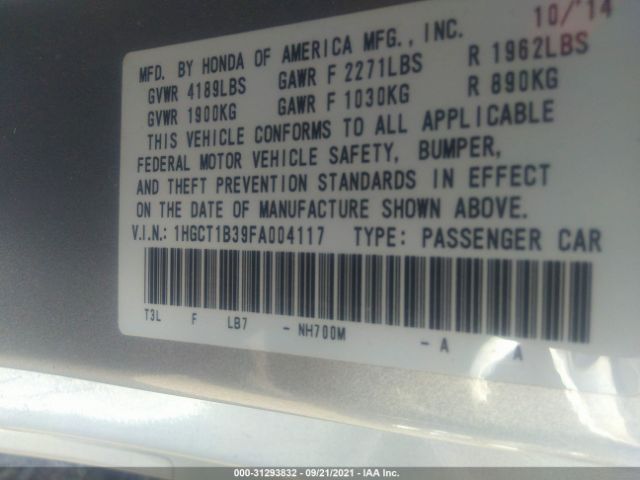 10/14
MFD. BY HONDA OF AMERICA MFG., INC.
GVWR 4189LBS GAWR F 2271LBS R 1962LBS
GVWR 1900KG GAWR F 1030KG R 890KG
THIS VEHICLE CONFORMS TO ALL APPLICABLE
FEDERAL MOTOR VEHICLE SAFETY, BUMPER,
AND THEFT PREVENTION STANDARDS IN EFFECT
ON THE DATE OF MANUFACTURE SHOWN ABOVE.
V.I.N.: 1HGCT1B39FA004117 TYPE: PASSENGER CAR
T3L F LB7 - NH700M - A A
000-31293832 - 09/21/2021 - IAA Inc.